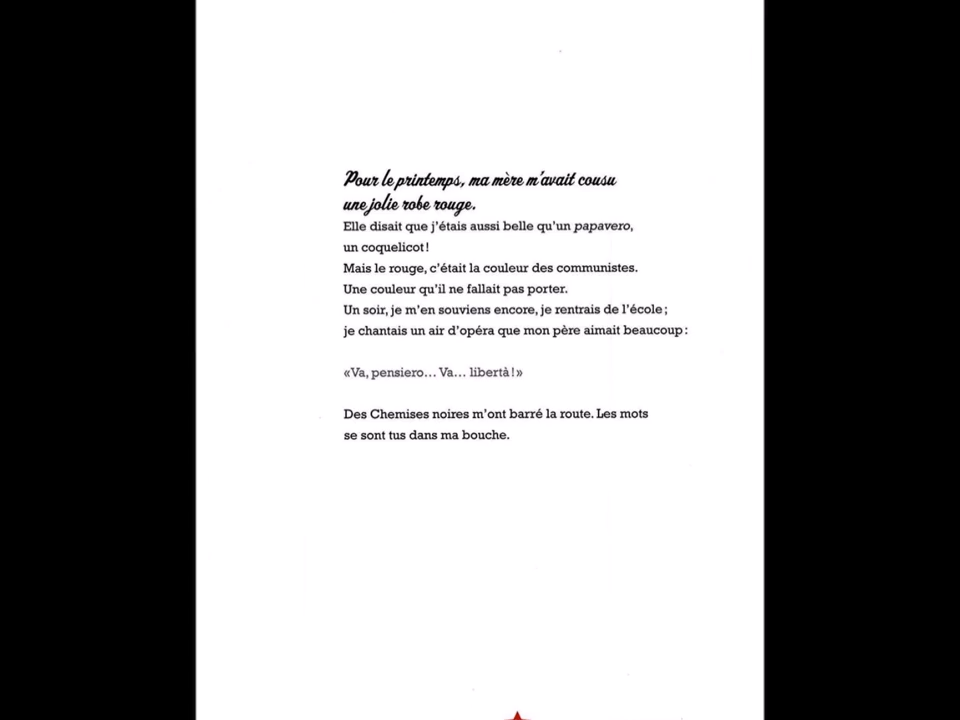 Pour le printemps, ma mère m'avait cousu
une jolie robe rouge.
Elle disait que j'étais aussi belle qu'un papavero,
un coquelicot !
Mais le rouge, c'était la couleur des communistes.
Une couleur qu'il ne fallait pas porter.
Un soir, je m'en souviens encore, je rentrais de l'école ;
je chantais un air d'opéra que mon père aimait beaucoup :
«Va, pensiero... Va... libertà !»
Des Chemises noires m'ont barré la route. Les mots
se sont tus dans ma bouche.